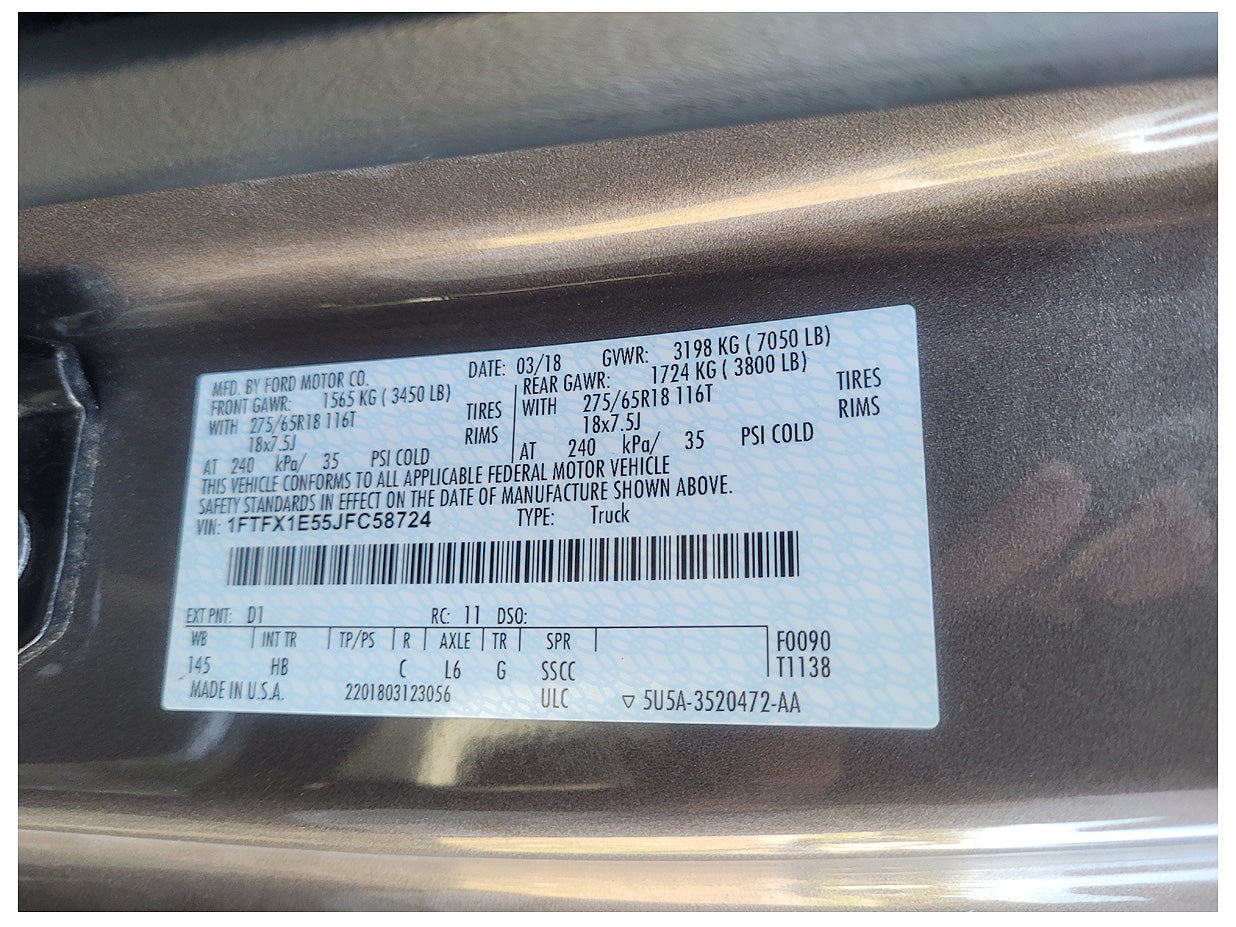 MFD. BY FORD MOTOR CO. DATE: 03/18 GVWR: 3198 KG ( 7050 LB)
FRONT GAWR: 1565 KG ( 3450 LB) REAR GAWR: 1724 KG ( 3800 LB)
WITH 275/65R18 116T TIRES WITH 275/65R18 116T TIRES
18x7.5J RIMS 18x7.5J RIMS
AT 240 kPa/ 35 PSI COLD AT 240 kPa/ 35 PSI COLD
THIS VEHICLE CONFORMS TO ALL APPLICABLE FEDERAL MOTOR VEHICLE
SAFETY STANDARDS IN EFFECT ON THE DATE OF MANUFACTURE SHOWN ABOVE.
VIN: 1FTFX1E55JFC58724 TYPE: Truck
EXT PNT: D1 RC: 11 DSO:
WB INT TR TP/PS R AXLE TR SPR F0090
145 HB C L6 G SSCC T1138
MADE IN U.S.A. 2201803123056 ULC ▽ 5U5A-3520472-AA